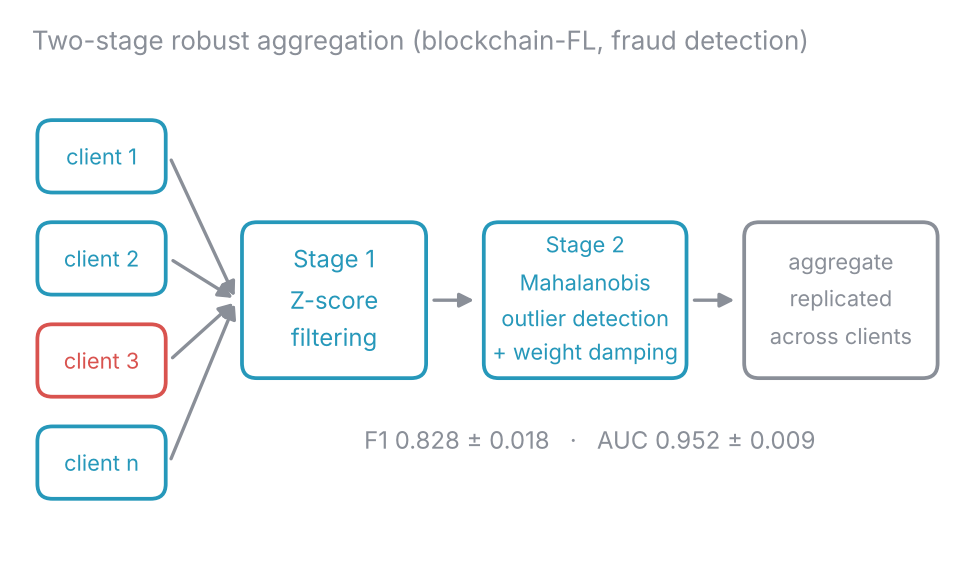 Two-stage robust aggregation (blockchain-FL, fraud detection)
client 1
client 2
client 3
client n
Stage 1
Z-score
filtering
Stage 2
Mahalanobis
outlier detection
+ weight damping
aggregate
replicated
across clients
F1 0.828 ± 0.018 · AUC 0.952 ± 0.009